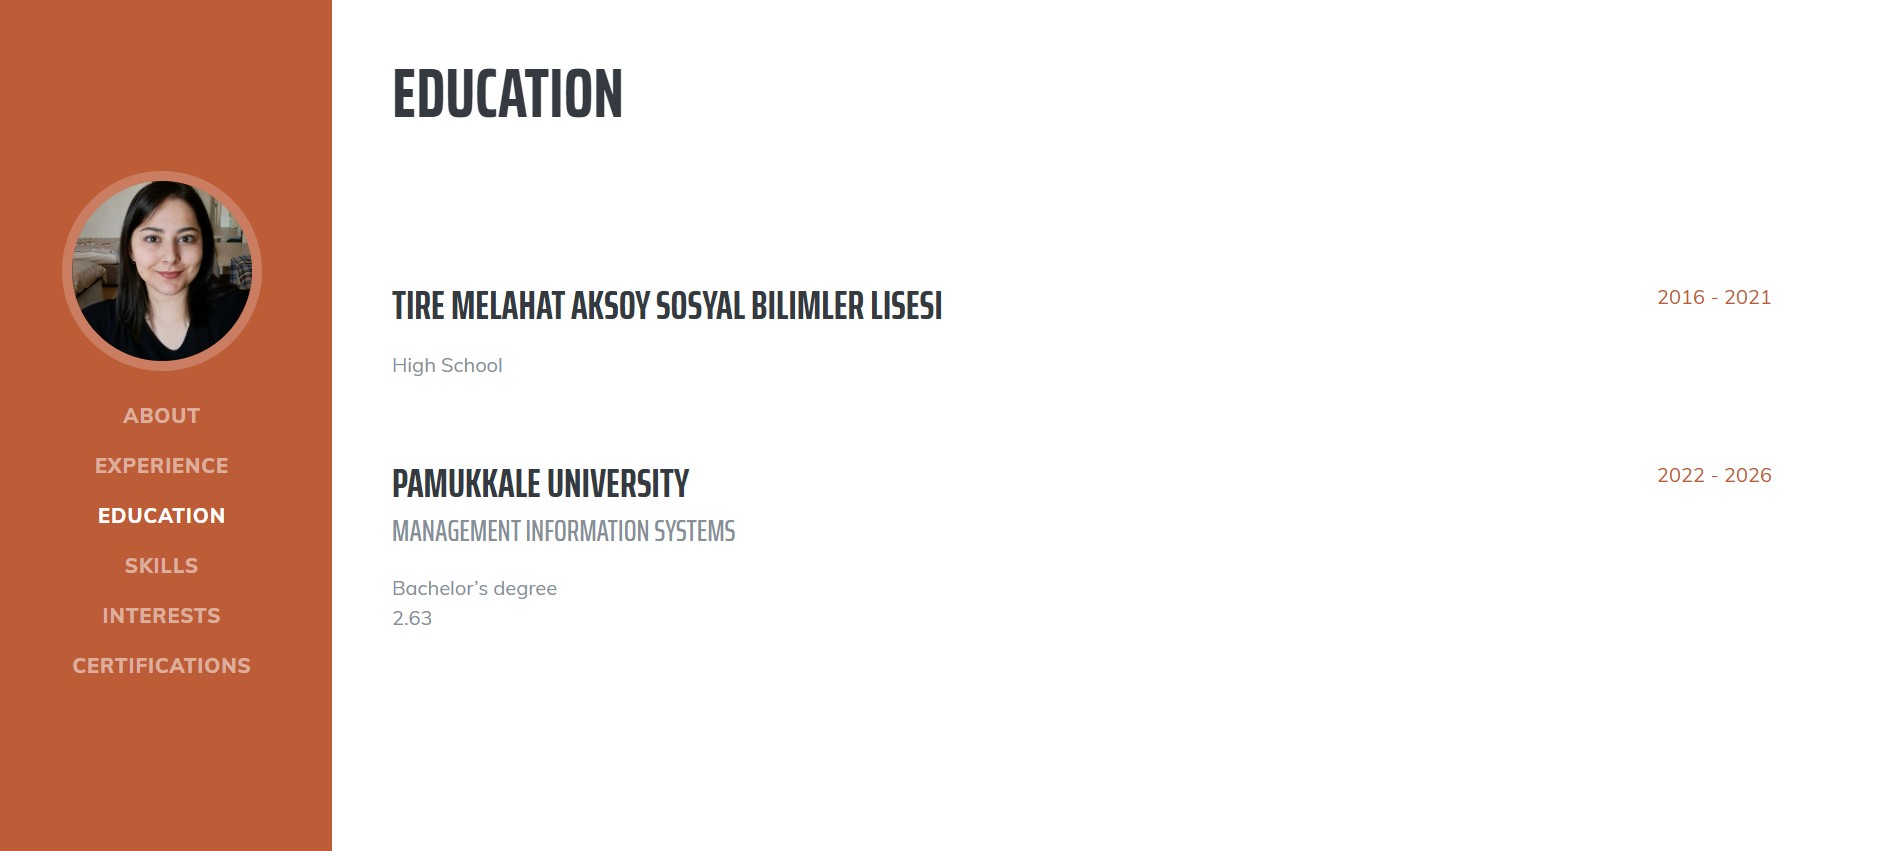 ABOUT
EXPERIENCE
EDUCATION
SKILLS
INTERESTS
CERTIFICATIONS
EDUCATION
TIRE MELAHAT AKSOY SOSYAL BILIMLER LISESI
2016 - 2021
High School
PAMUKKALE UNIVERSITY
2022 - 2026
MANAGEMENT INFORMATION SYSTEMS
Bachelor’s degree
2.63